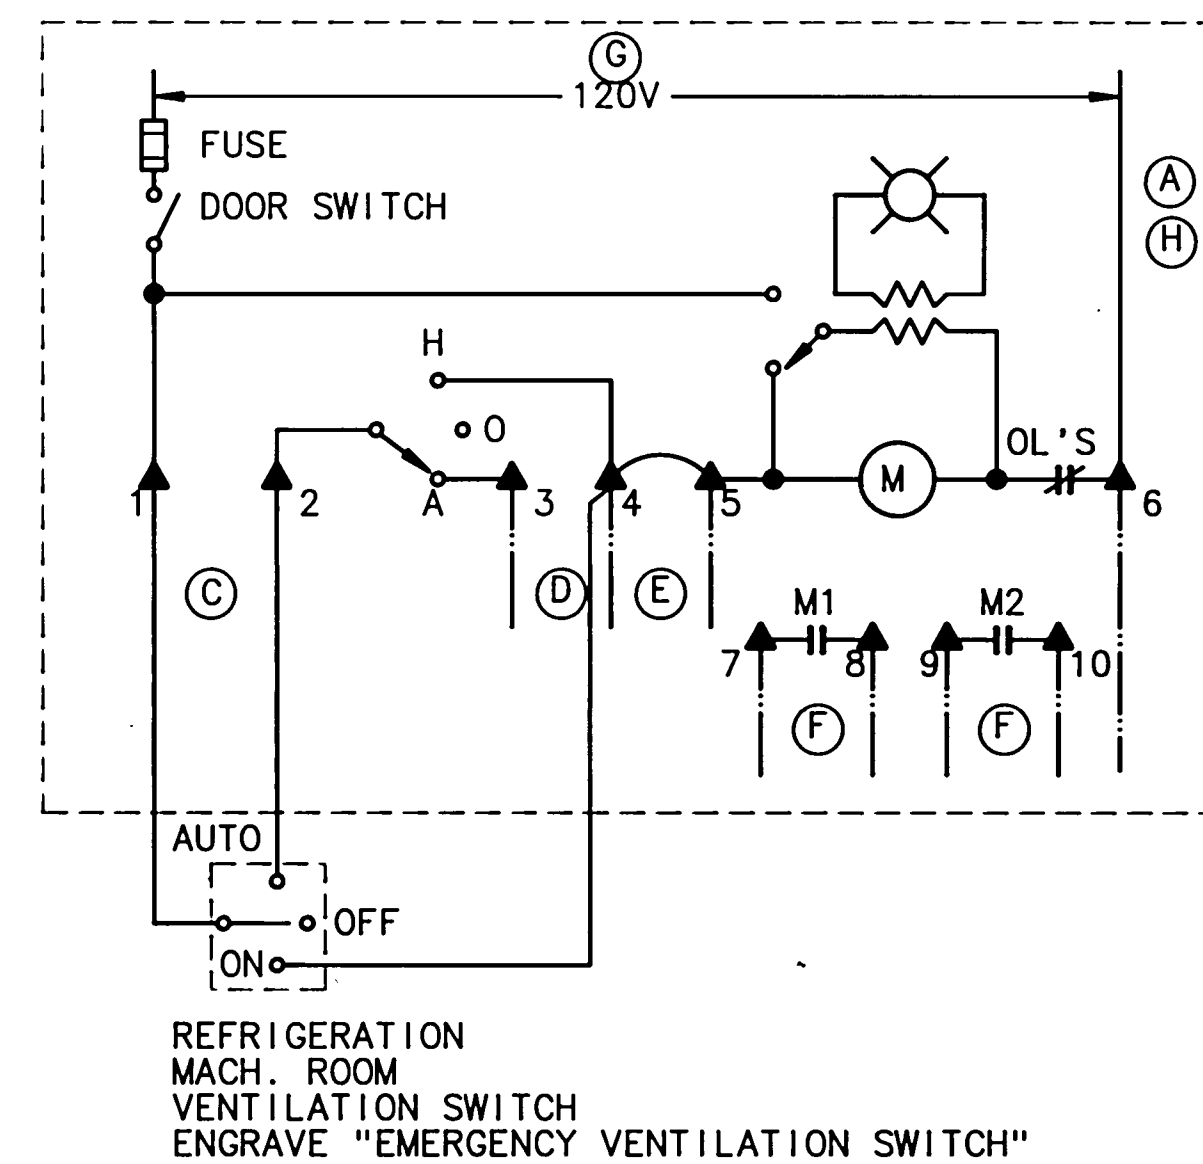 G
120V
FUSE
A
DOOR SWITCH
H
H
O
OL'S
M
1
2
A
3
4
5
6
C
D
E
M1
M2
7
8
9
10
F
F
AUTO
OFF
ON
REFRIGERATION
MACH. ROOM
VENTILATION SWITCH
ENGRAVE "EMERGENCY VENTILATION SWITCH"